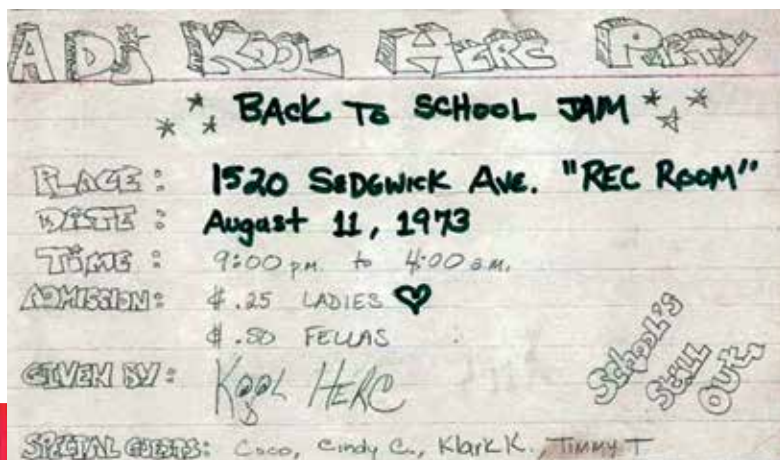 A DJ KOOL HERC PARTY
BACK TO SCHOOL JAM
PLACE: 1520 SEDGWICK AVE. "REC ROOM"
DATE: August 11, 1973
TIME: 9:00 pm. to 4:00 am.
ADMISSION: $.25 LADIES
$.50 FELLAS
GIVEN BY: KOOL HERC
SCHOOL'S STILL OUT.
SPECIAL GUESTS: Coco, Cindy C., Klark K., Timmy T